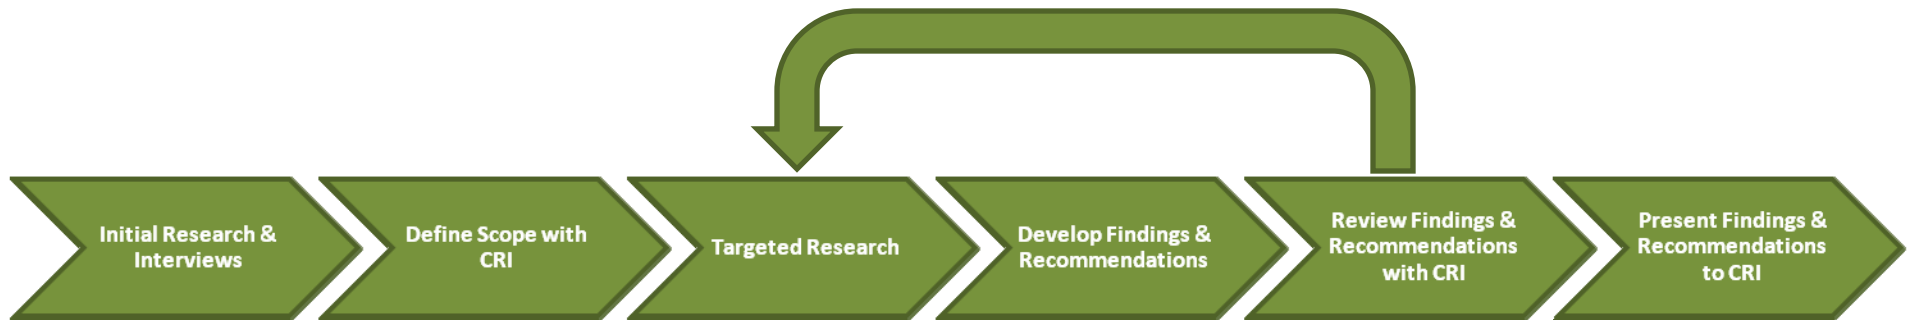 Initial Research &
Interviews
Define Scope with
CRI
Targeted Research
Develop Findings &
Recommendations
Review Findings &
Recommendations
with CRI
Present Findings &
Recommendations
to CRI